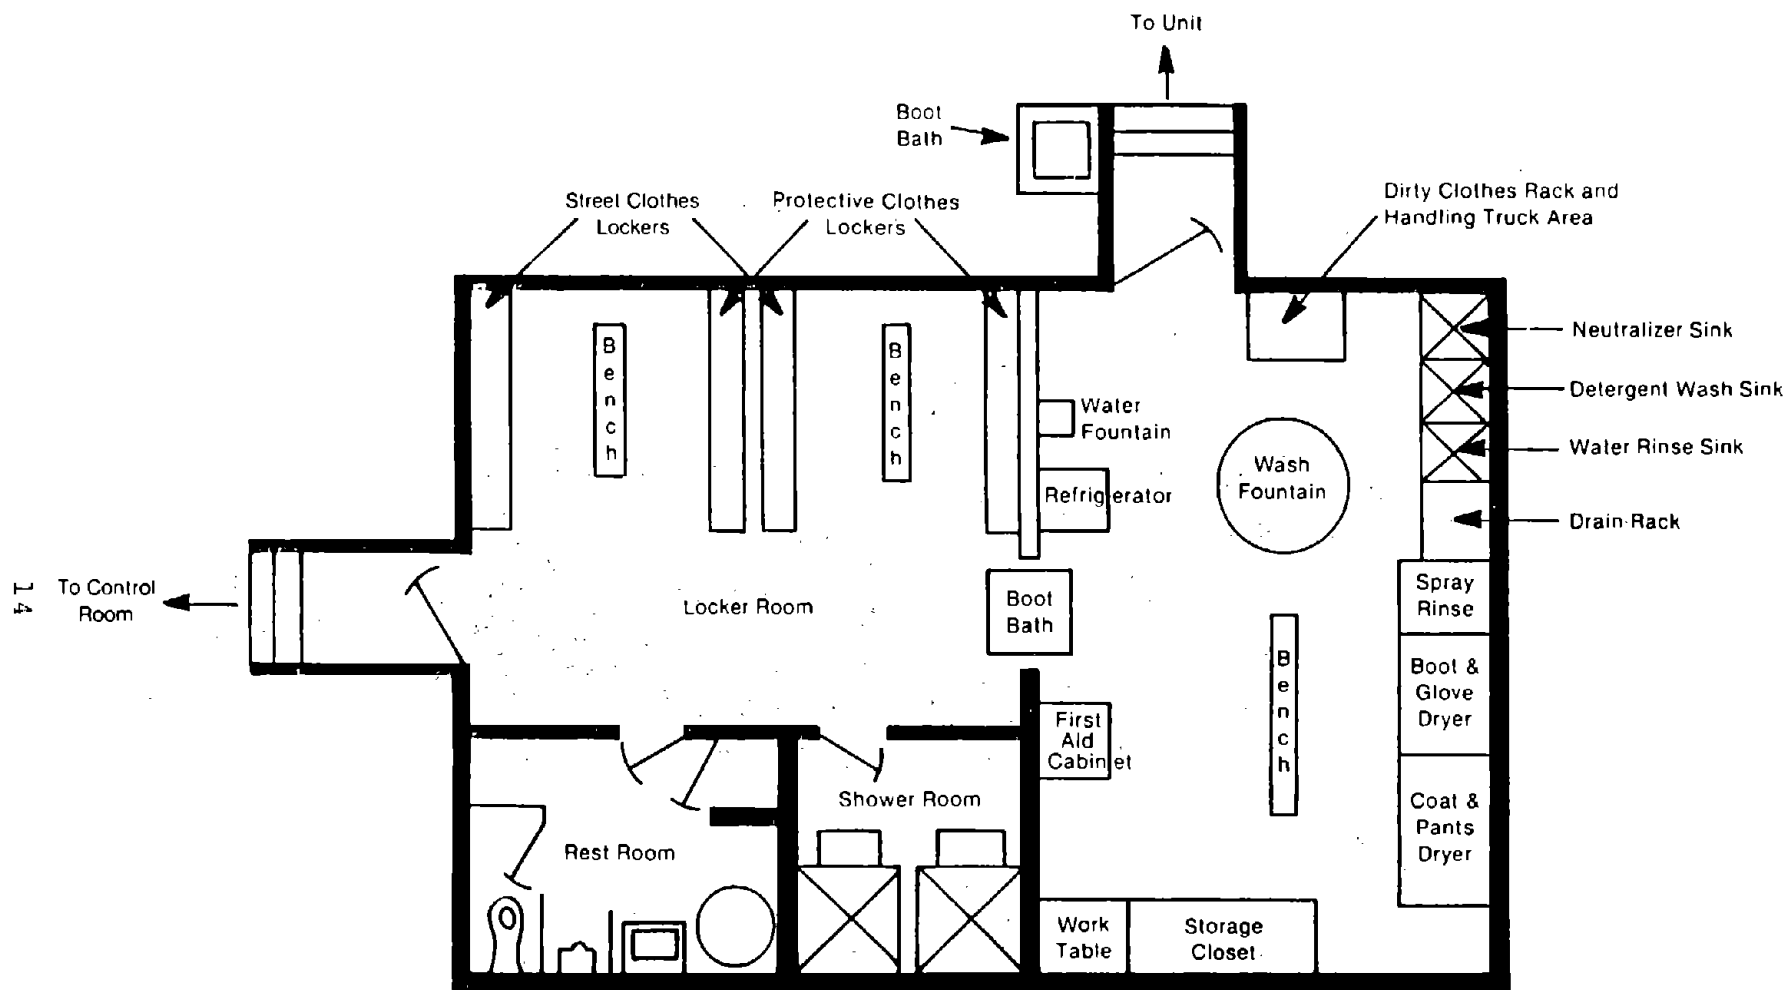 To Unit
Boot
Bath
Street Clothes
Lockers
Protective Clothes
Lockers
Dirty Clothes Rack and
Handling Truck Area
Bench
Bench
Water
Fountain
Refrigerator
Wash
Fountain
Neutralizer Sink
Detergent Wash Sink
Water Rinse Sink
Drain Rack
14
To Control
Room
Locker Room
Boot
Bath
Spray
Rinse
Bench
Boot &
Glove
Dryer
First
Aid
Cabinet
Coat &
Pants
Dryer
Shower Room
Rest Room
Work
Table
Storage
Closet